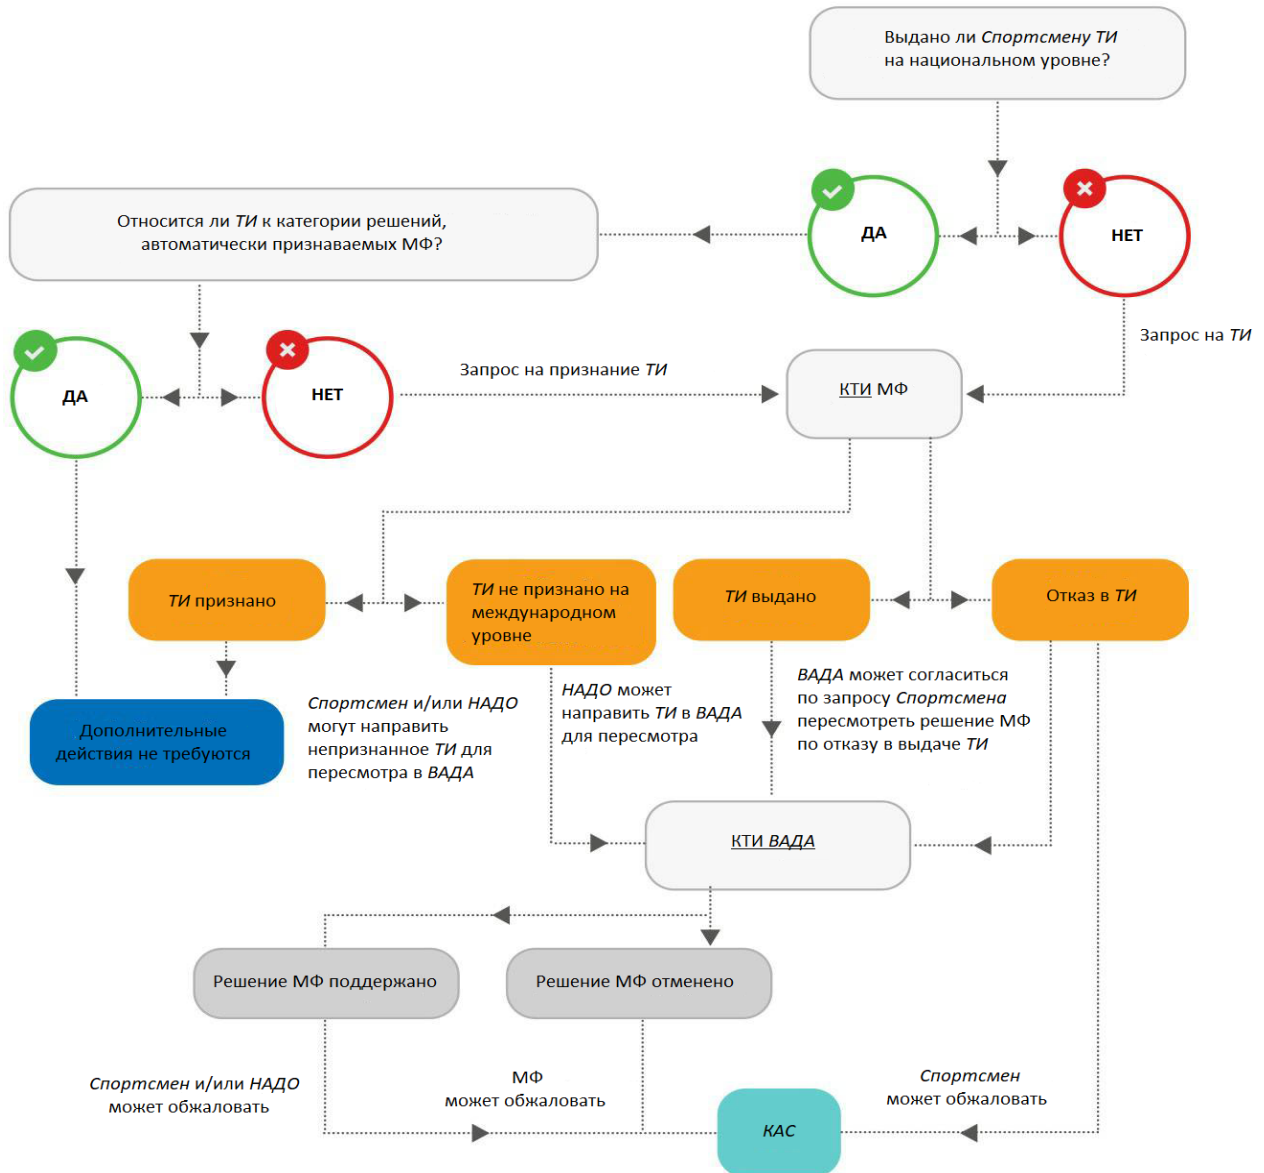 Выдано ли Спортсмену ТИ
на национальном уровне?
ДА
НЕТ
Относится ли ТИ к категории решений,
автоматически признаваемых МФ?
ДА
НЕТ
Запрос на признание ТИ
Запрос на ТИ
КТИ МФ
ТИ признано
ТИ не признано на
международном
уровне
ТИ выдано
Отказ в ТИ
Дополнительные
действия не требуются
Спортсмен и/или НАДО
могут направить
непризнанное ТИ для
пересмотра в ВАДА
НАДО может
направить ТИ в ВАДА
для пересмотра
ВАДА может согласиться
по запросу Спортсмена
пересмотреть решение МФ
по отказу в выдаче ТИ
КТИ ВАДА
Решение МФ поддержано
Решение МФ отменено
Спортсмен и/или НАДО
может обжаловать
МФ
может обжаловать
Спортсмен
может обжаловать
КАС